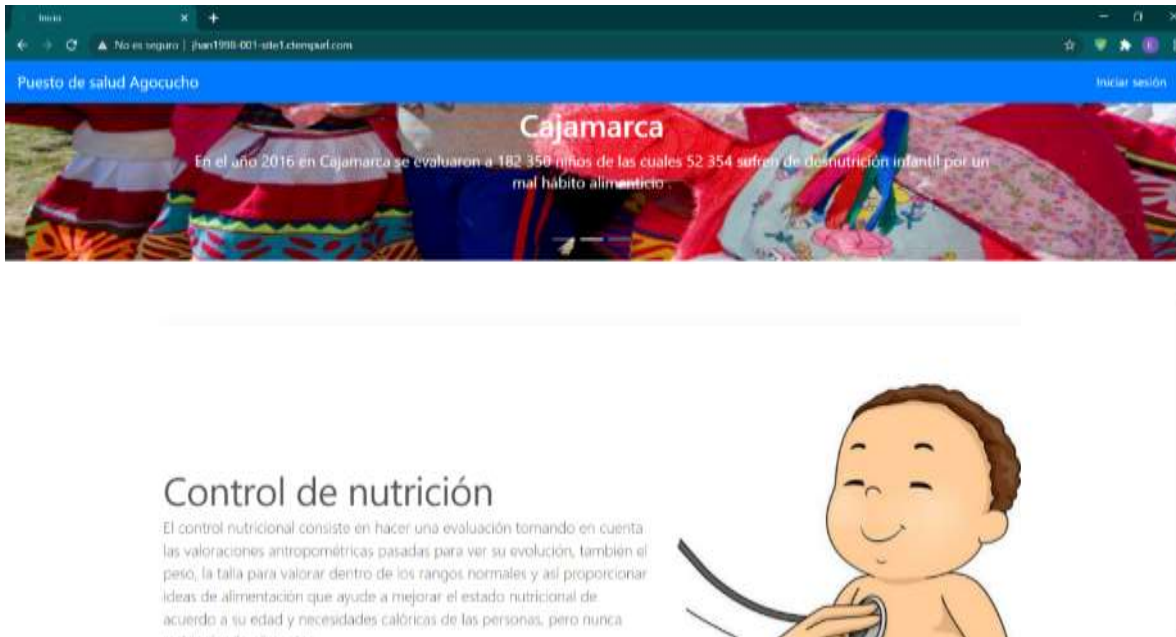 Inicio
No es seguro | jhan1998-001-site1.ctempurl.com
Puesto de salud Agocucho
Iniciar sesión
Cajamarca
En el año 2016 en Cajamarca se evaluaron a 182 350 niños de las cuales 52 354 sufren de desnutrición infantil por un
mal hábito alimenticio .
Control de nutrición
El control nutricional consiste en hacer una evaluación tomando en cuenta
las valoraciones antropométricas pasadas para ver su evolución, también el
peso, la talla para valorar dentro de los rangos normales y así proporcionar
ideas de alimentación que ayude a mejorar el estado nutricional de
acuerdo a su edad y necesidades calóricas de las personas, pero nunca